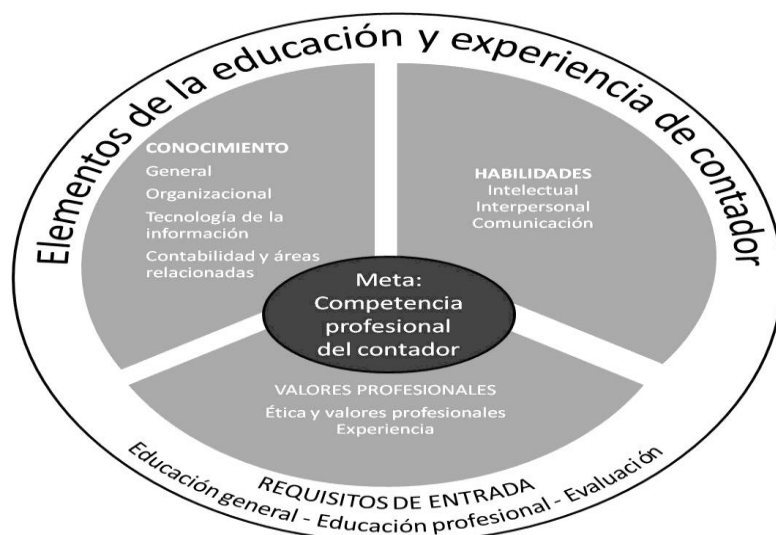 Elementos de la educación y experiencia de contador
CONOCIMIENTO
General
Organizacional
Tecnología de la
información
Contabilidad y áreas
relacionadas
HABILIDADES
Intelectual
Interpersonal
Comunicación
Meta:
Competencia
profesional
del contador
VALORES PROFESIONALES
Ética y valores profesionales
Experiencia
REQUISITOS DE ENTRADA
Educación general - Educación profesional - Evaluación